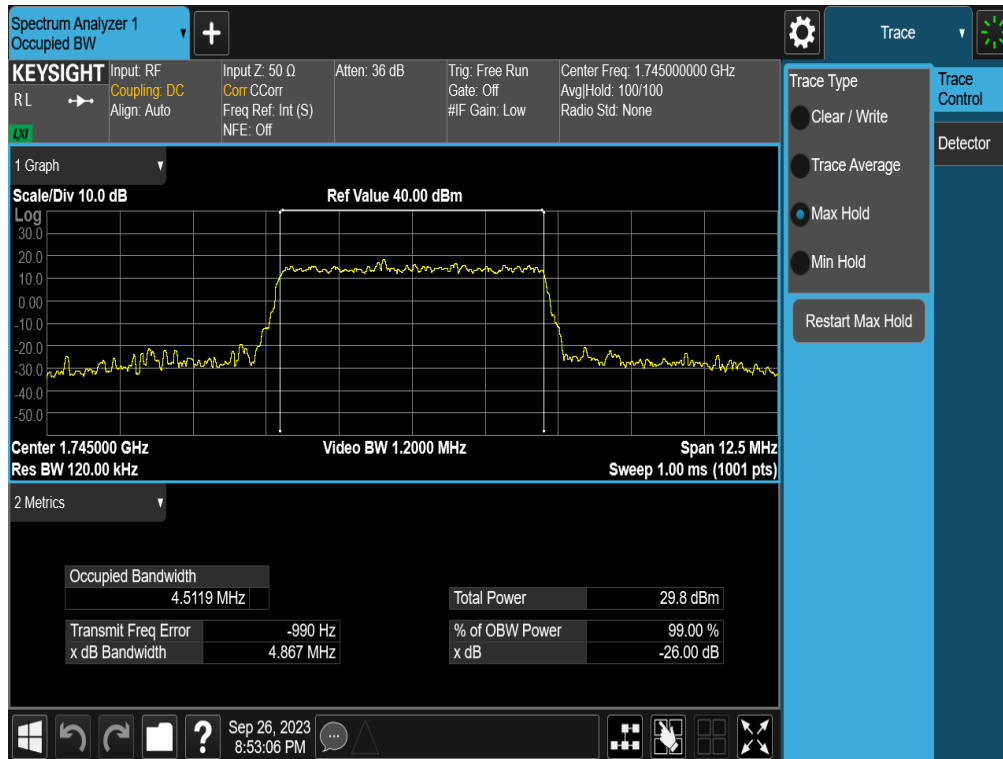 Spectrum Analyzer 1
Occupied BW
+
Trace
KEYSIGHT
RL
LXI
Input: RF
Coupling: DC
Align: Auto
Input Z: 50 Ω
Corr CCorr
Freq Ref: Int (S)
NFE: Off
Atten: 36 dB
Trig: Free Run
Gate: Off
#IF Gain: Low
Center Freq: 1.745000000 GHz
Avg|Hold: 100/100
Radio Std: None
Trace Type
Clear / Write
Trace Average
Max Hold
Min Hold
Restart Max Hold
Trace
Control
Detector
1 Graph
Scale/Div 10.0 dB
Ref Value 40.00 dBm
Log
30.0
20.0
10.0
0.00
-10.0
-20.0
-30.0
-40.0
-50.0
Center 1.745000 GHz
Video BW 1.2000 MHz
Span 12.5 MHz
Res BW 120.00 kHz
Sweep 1.00 ms (1001 pts)
2 Metrics
Occupied Bandwidth
4.5119 MHz
Total Power 29.8 dBm
Transmit Freq Error -990 Hz
% of OBW Power 99.00 %
x dB Bandwidth 4.867 MHz
x dB -26.00 dB
?
Sep 26, 2023
8:53:06 PM